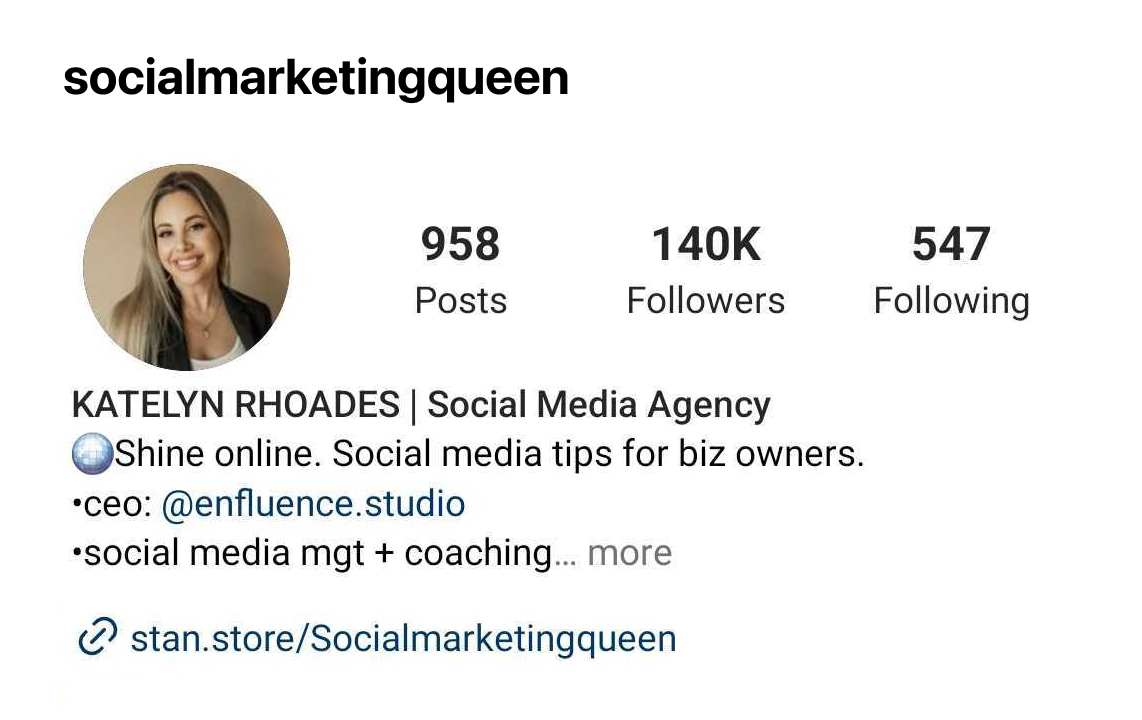 socialmarketingqueen
958 140K 547
Posts Followers Following
KATELYN RHOADES | Social Media Agency
🪩Shine online. Social media tips for biz owners.
•ceo: @enfluence.studio
•social media mgt + coaching... more
stan.store/Socialmarketingqueen